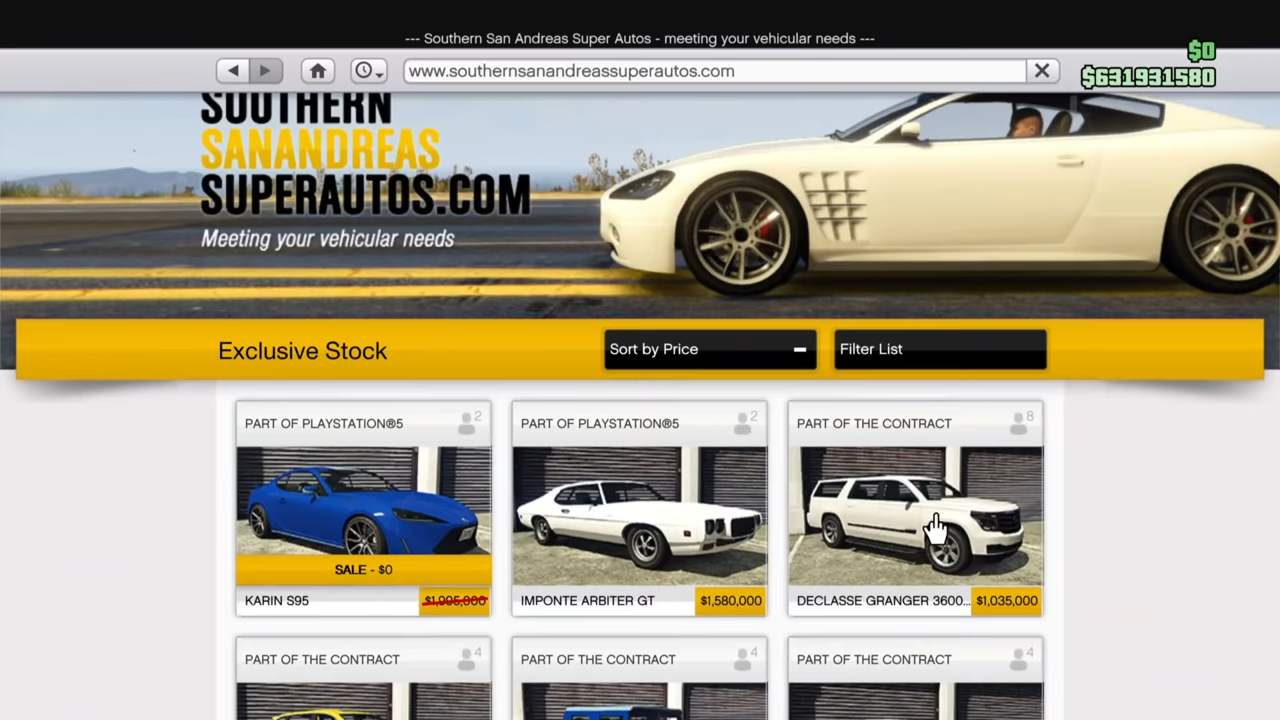 --- Southern San Andreas Super Autos - meeting your vehicular needs ---
$0
www.southernsanandreassuperautos.com
$631931580
SOUTHERN
SANANDREAS
SUPERAUTOS.COM
Meeting your vehicular needs
Exclusive Stock
Sort by Price
Filter List
PART OF PLAYSTATION®5
2
PART OF PLAYSTATION®5
2
PART OF THE CONTRACT
8
SALE - $0
KARIN S95
$1,995,000
IMPONTE ARBITER GT
$1,580,000
DECLASSE GRANGER 3600...
$1,035,000
PART OF THE CONTRACT
4
PART OF THE CONTRACT
4
PART OF THE CONTRACT
4